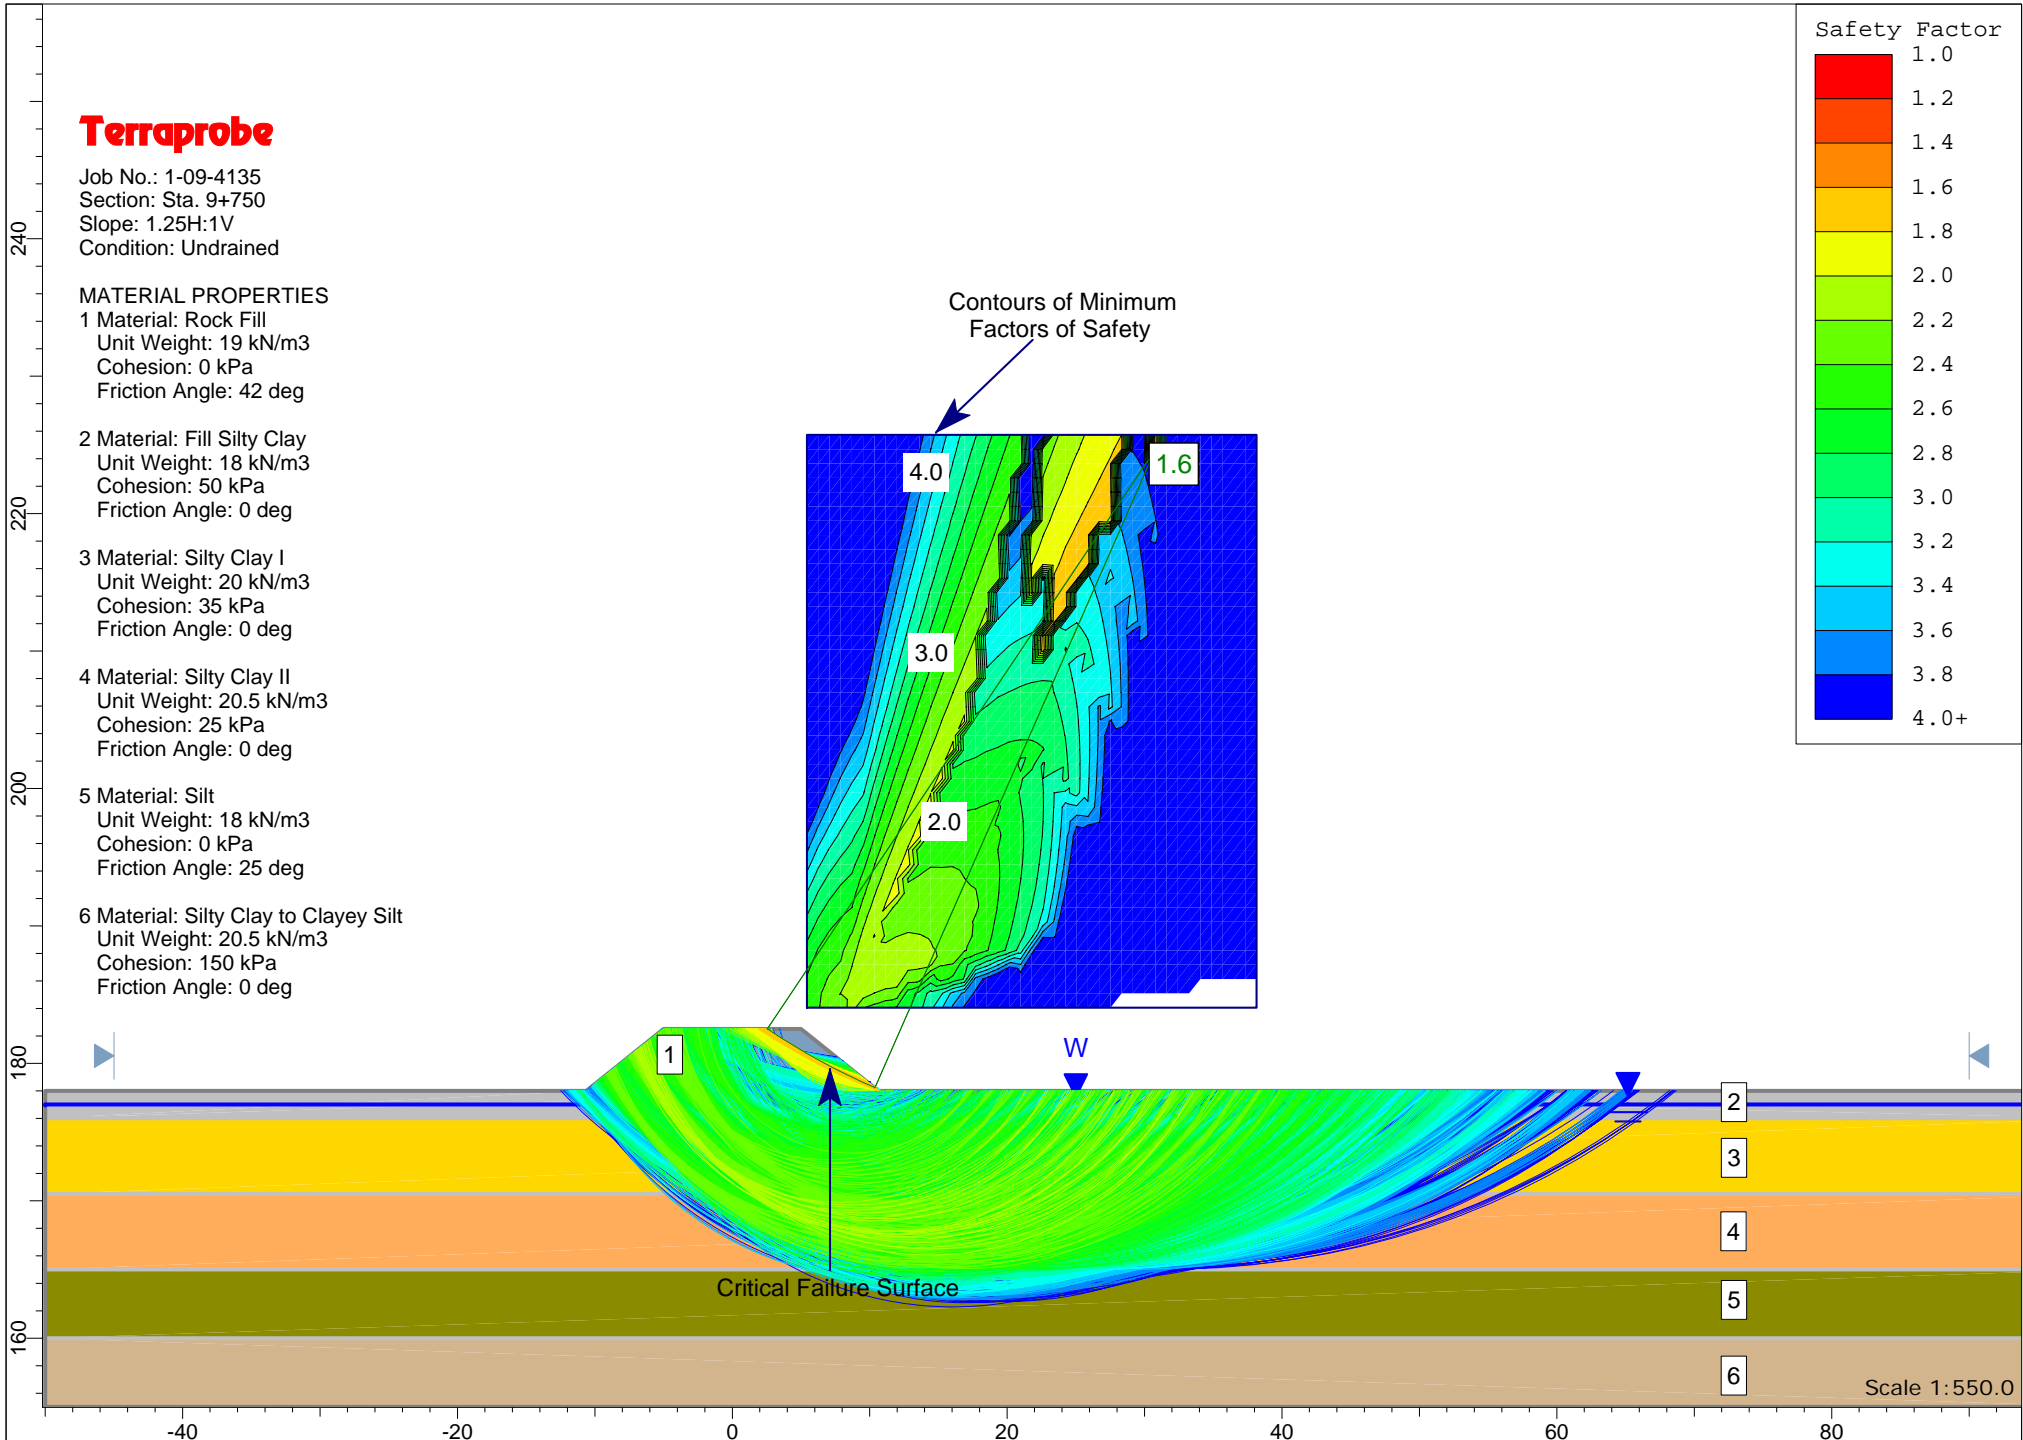 Terraprobe
Job No.: 1-09-4135
Section: Sta. 9+750
Slope: 1.25H:1V
Condition: Undrained
MATERIAL PROPERTIES
1 Material: Rock Fill
Unit Weight: 19 kN/m3
Cohesion: 0 kPa
Friction Angle: 42 deg
2 Material: Fill Silty Clay
Unit Weight: 18 kN/m3
Cohesion: 50 kPa
Friction Angle: 0 deg
3 Material: Silty Clay I
Unit Weight: 20 kN/m3
Cohesion: 35 kPa
Friction Angle: 0 deg
4 Material: Silty Clay II
Unit Weight: 20.5 kN/m3
Cohesion: 25 kPa
Friction Angle: 0 deg
5 Material: Silt
Unit Weight: 18 kN/m3
Cohesion: 0 kPa
Friction Angle: 25 deg
6 Material: Silty Clay to Clayey Silt
Unit Weight: 20.5 kN/m3
Cohesion: 150 kPa
Friction Angle: 0 deg
Contours of Minimum
Factors of Safety
4.0
1.6
3.0
2.0
Safety Factor
1.0
1.2
1.4
1.6
1.8
2.0
2.2
2.4
2.6
2.8
3.0
3.2
3.4
3.6
3.8
4.0+
240
220
200
180
160
1
W
2
3
4
5
6
Critical Failure Surface
Scale 1:550.0
-40
-20
0
20
40
60
80